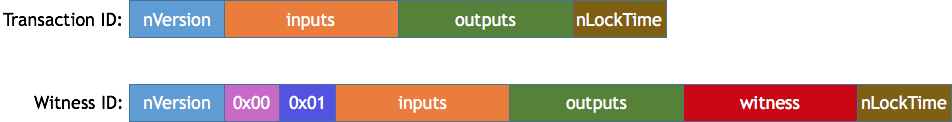 Transaction ID: nVersion inputs outputs nLockTime
Witness ID: nVersion 0x00 0x01 inputs outputs witness nLockTime